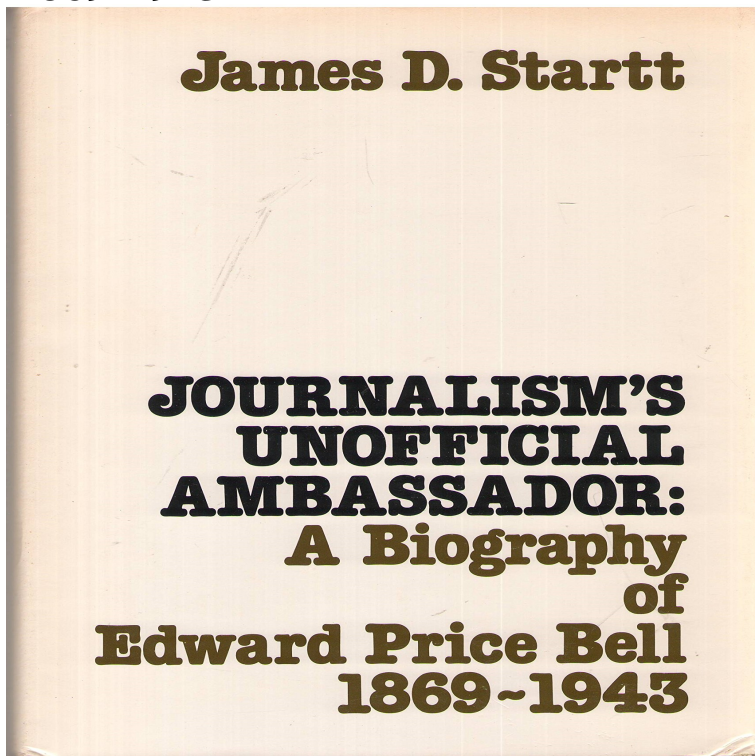 James D. Startt
JOURNALISM'S
UNOFFICIAL
AMBASSADOR:
A Biography
of
Edward Price Bell
1869~1943